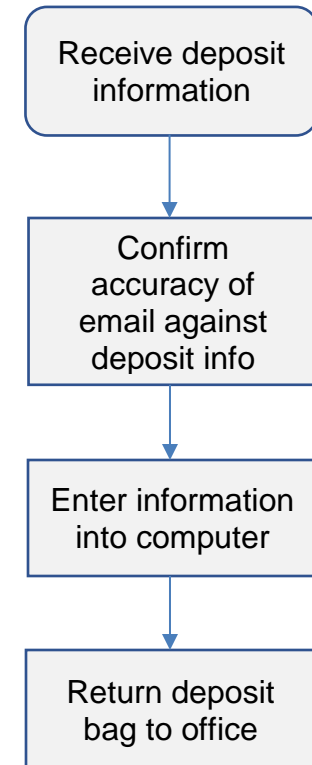 Receive deposit
information
Confirm
accuracy of
email against
deposit info
Enter information
into computer
Return deposit
bag to office